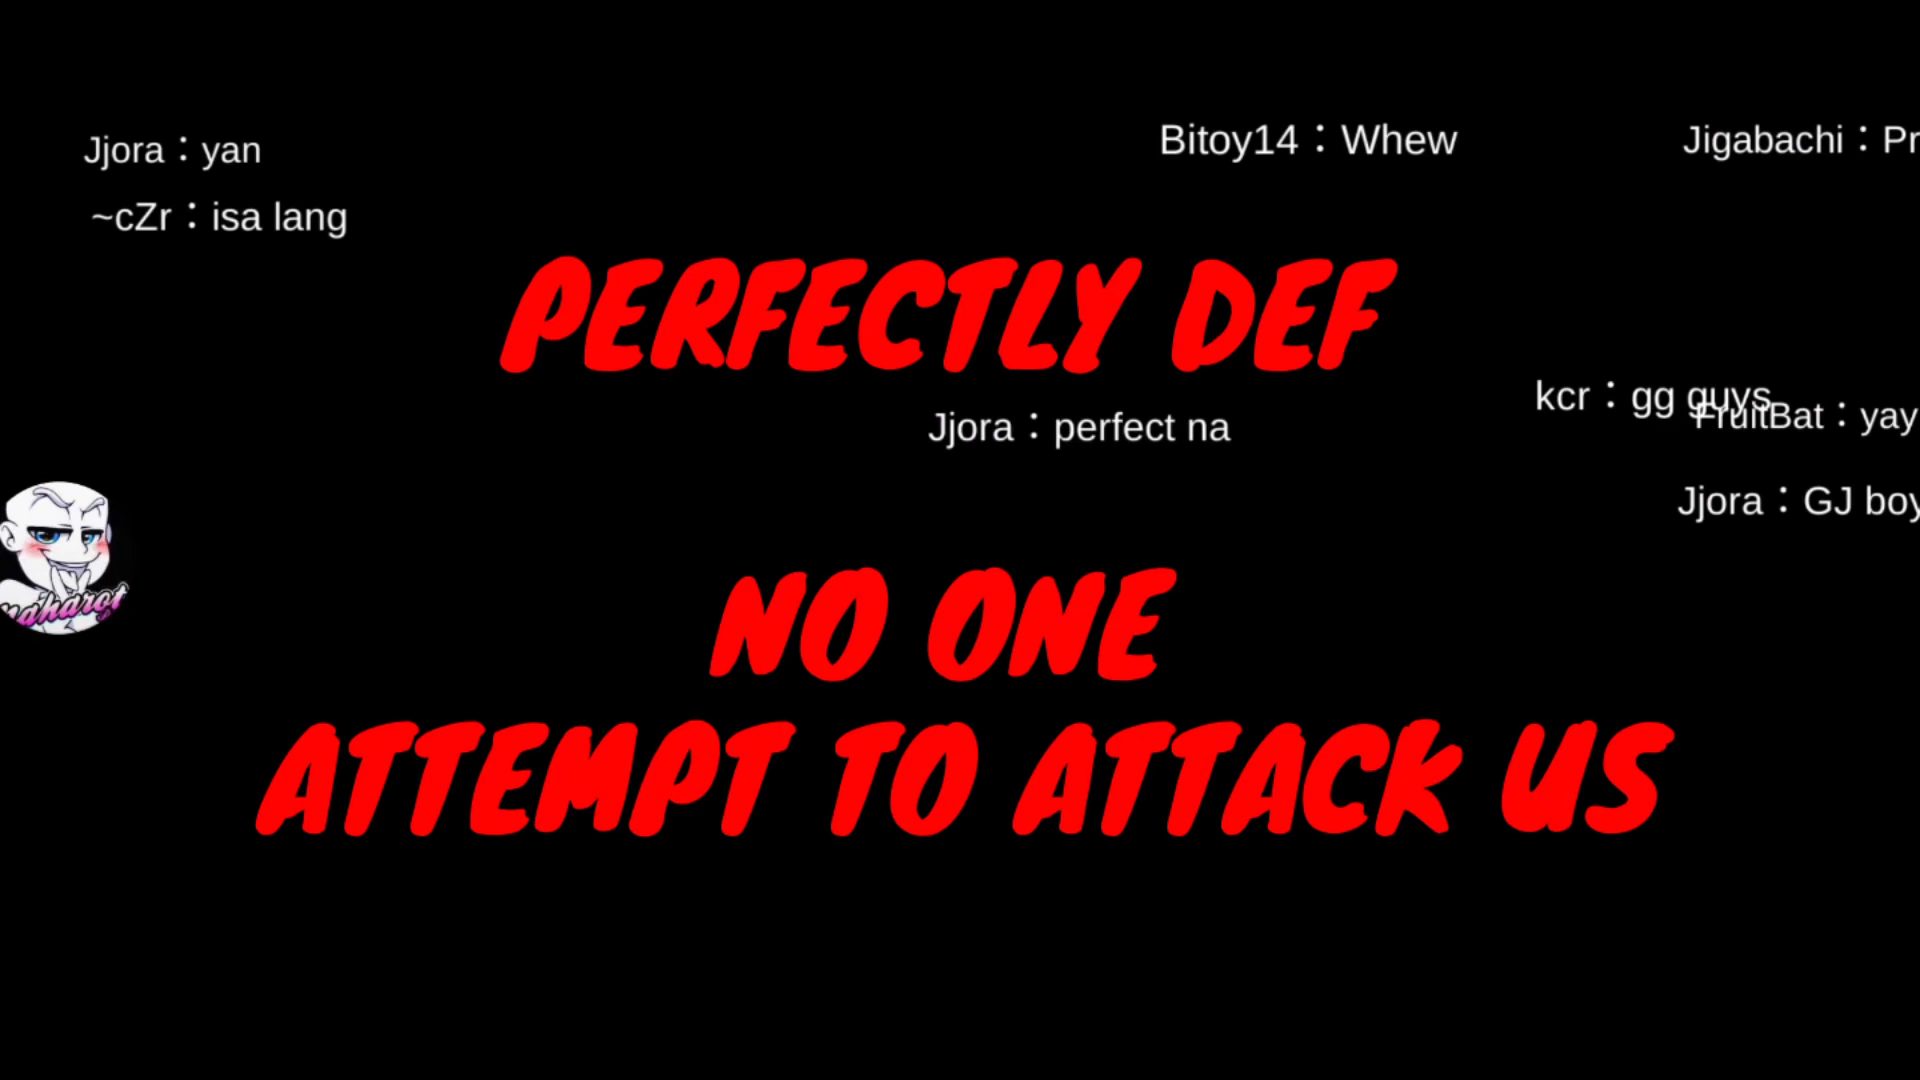 Jjora：yan
Bitoy14：Whew
Jigabachi：Pr
~cZr：isa lang
PERFECTLY DEF
kcr：gg guys
FruitBat：yay
Jjora：perfect na
Jjora：GJ boy
NO ONE
ATTEMPT TO ATTACK US